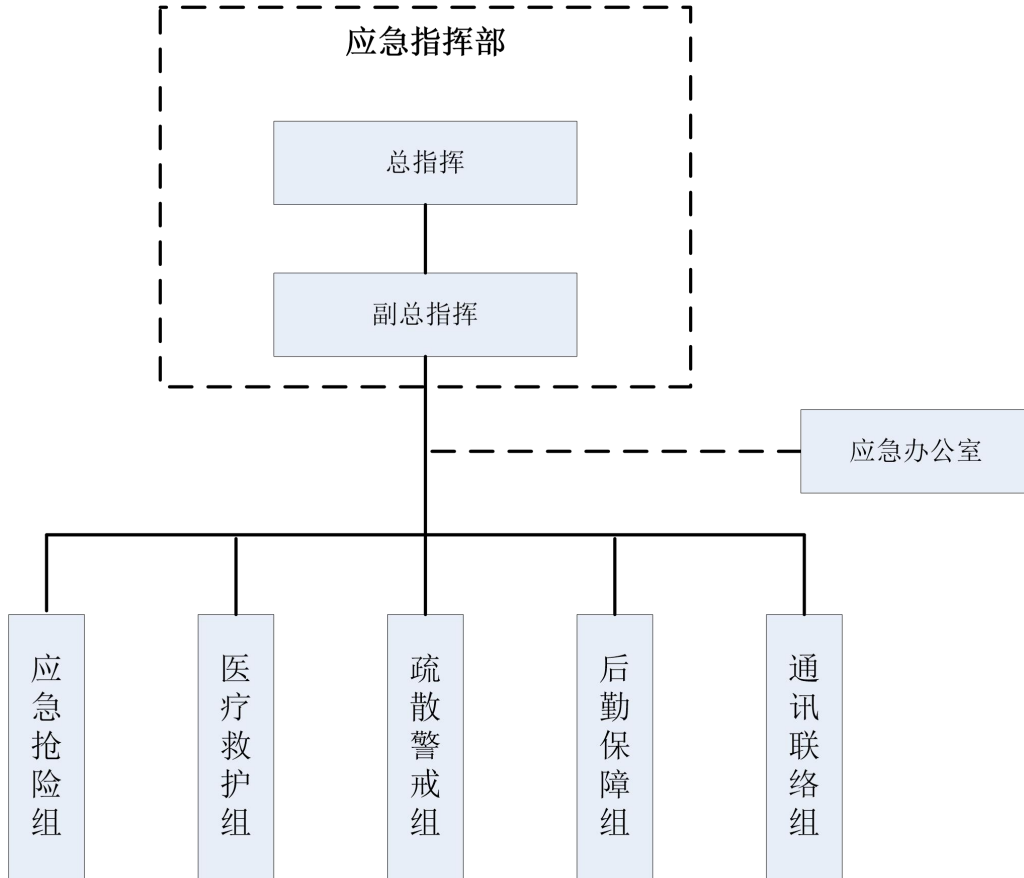 应急指挥部
总指挥
副总指挥
应急办公室
应急抢险组
医疗救护组
疏散警戒组
后勤保障组
通讯联络组